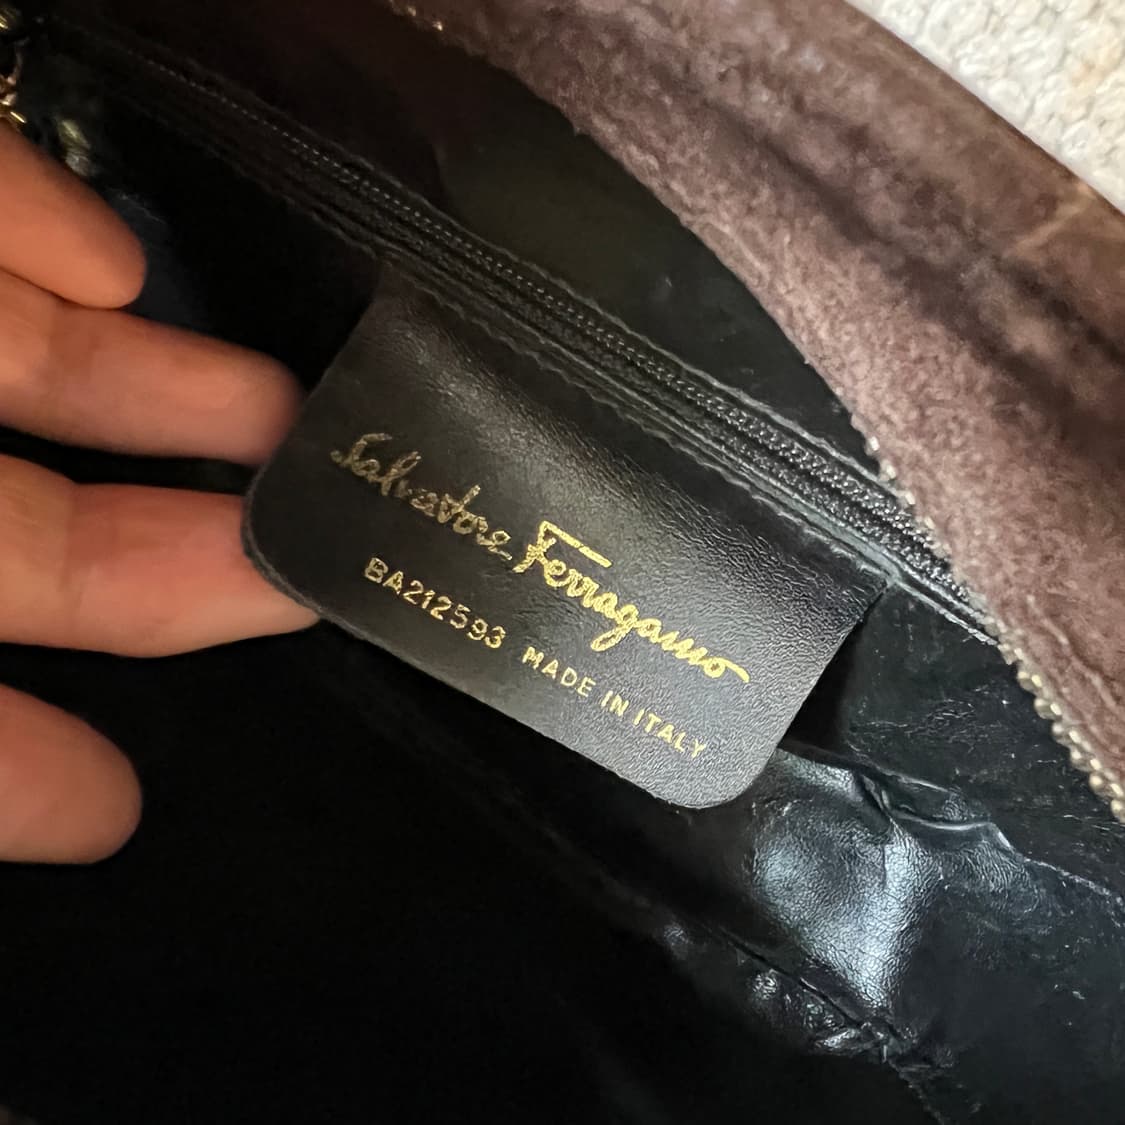 Salvatore Ferragamo
BA212593 MADE IN ITALY